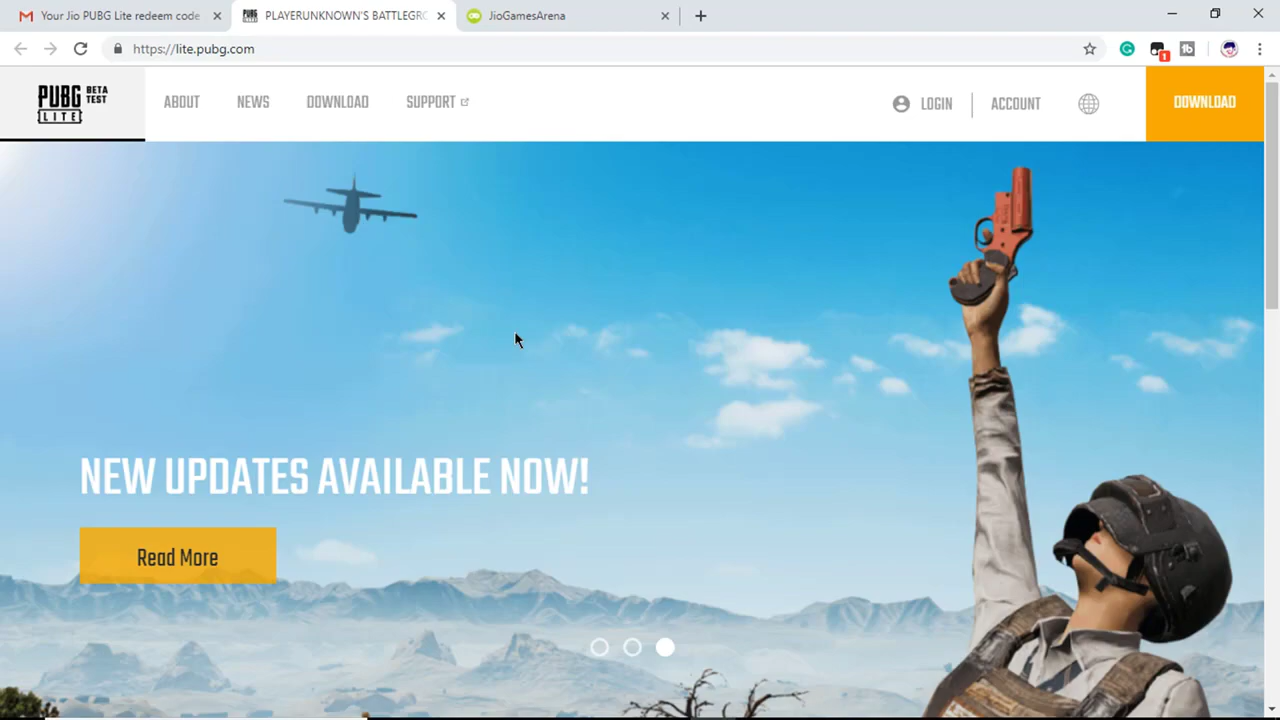 Your Jio PUBG Lite redeem code
PLAYERUNKNOWN'S BATTLEGRO
JioGamesArena
https://lite.pubg.com
1
PUBG BETA TEST
LITE
ABOUT
NEWS
DOWNLOAD
SUPPORT
LOGIN
ACCOUNT
DOWNLOAD
NEW UPDATES AVAILABLE NOW!
Read More